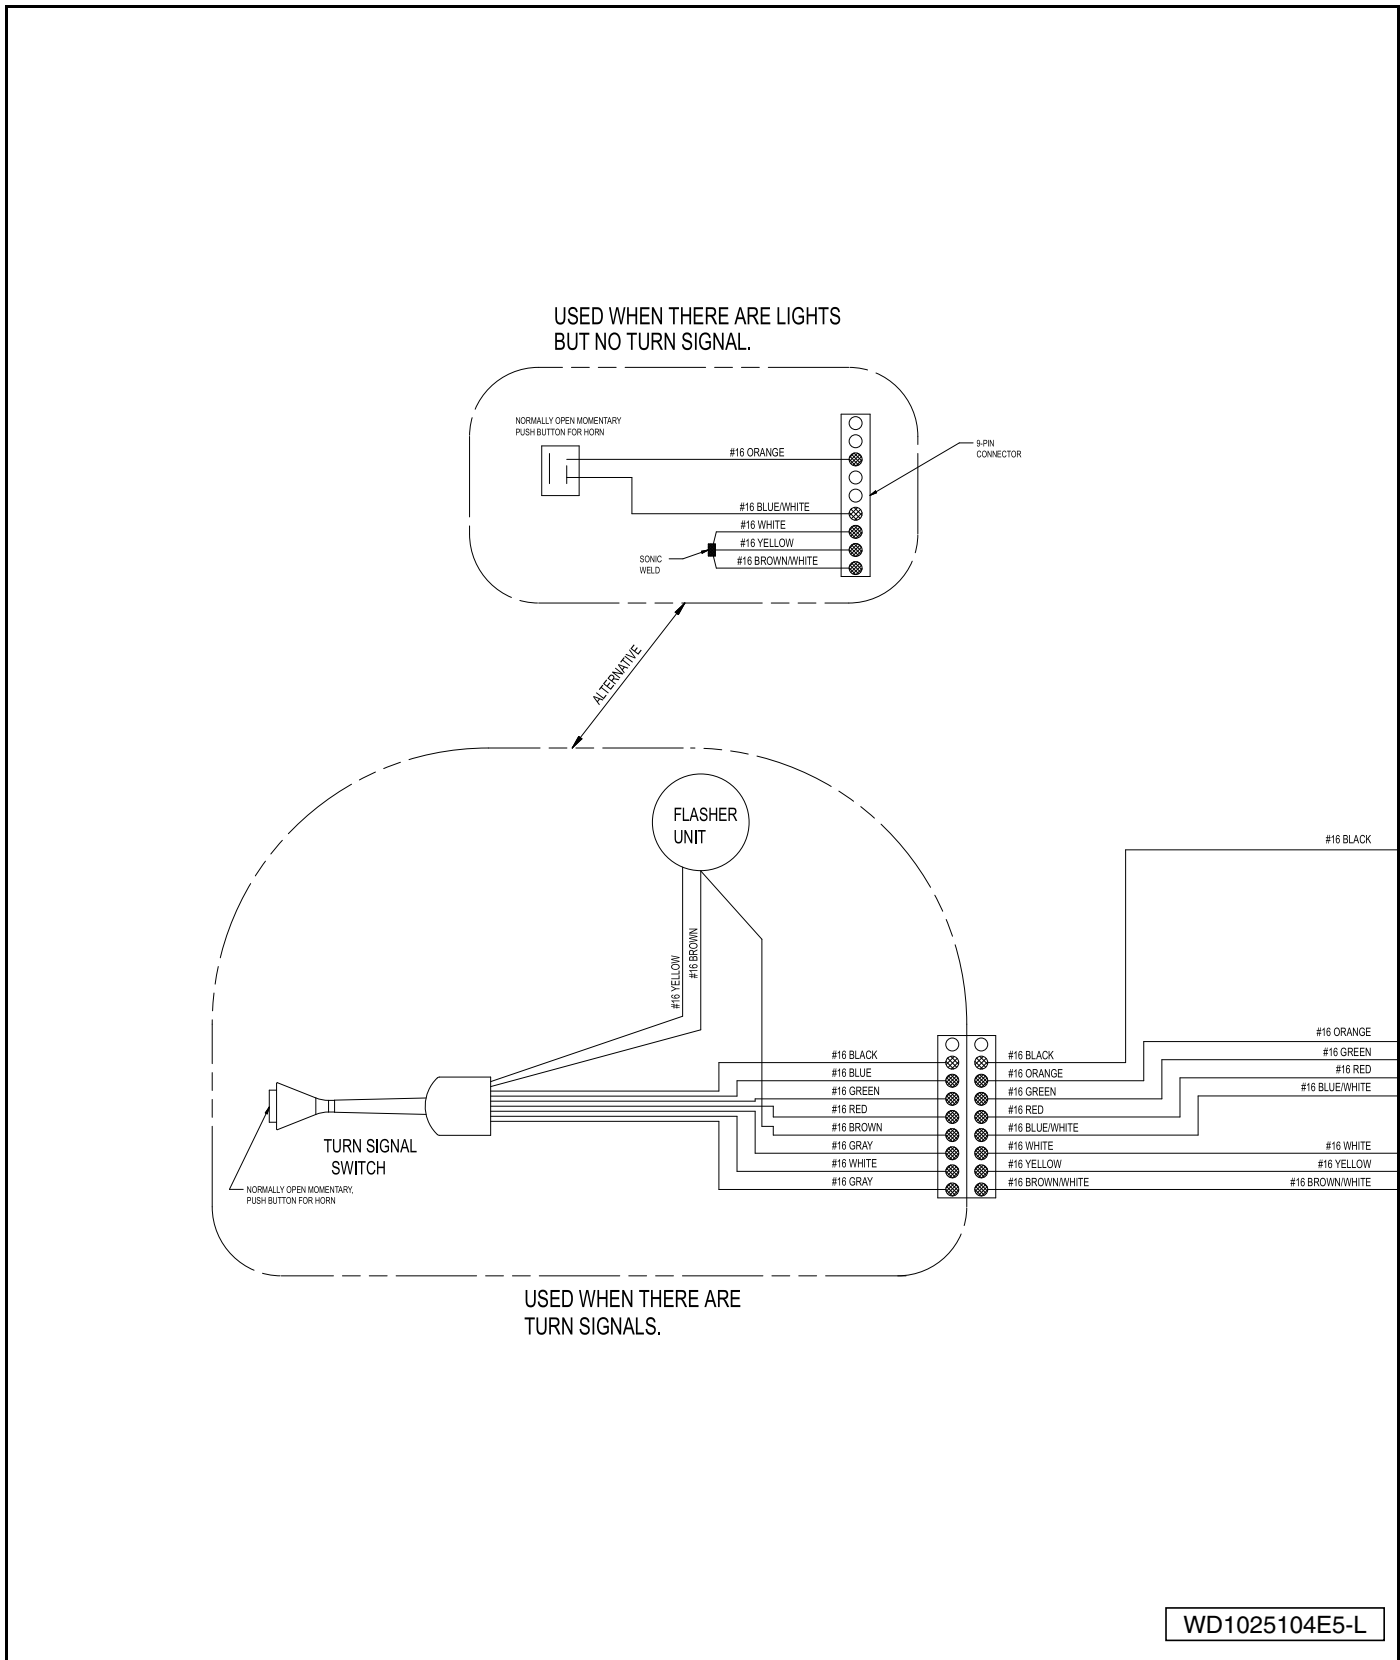 USED WHEN THERE ARE LIGHTS
BUT NO TURN SIGNAL.
NORMALLY OPEN MOMENTARY
PUSH BUTTON FOR HORN
#16 ORANGE
9-PIN
CONNECTOR
#16 BLUE/WHITE
#16 WHITE
#16 YELLOW
#16 BROWN/WHITE
SONIC
WELD
ALTERNATIVE
FLASHER
UNIT
#16 BLACK
#16 YELLOW
#16 BROWN
#16 ORANGE
#16 GREEN
#16 RED
#16 BLUE/WHITE
#16 BLACK
#16 BLUE
#16 GREEN
#16 RED
#16 BROWN
#16 GRAY
#16 WHITE
#16 GRAY
#16 BLACK
#16 ORANGE
#16 GREEN
#16 RED
#16 BLUE/WHITE
#16 WHITE
#16 YELLOW
#16 BROWN/WHITE
#16 WHITE
#16 YELLOW
#16 BROWN/WHITE
TURN SIGNAL
SWITCH
NORMALLY OPEN MOMENTARY,
PUSH BUTTON FOR HORN
USED WHEN THERE ARE
TURN SIGNALS.
WD1025104E5-L